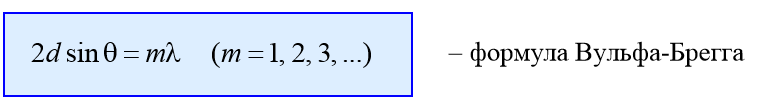 2d sin θ = mλ (m = 1, 2, 3, ...) – формула Вульфа-Брегга